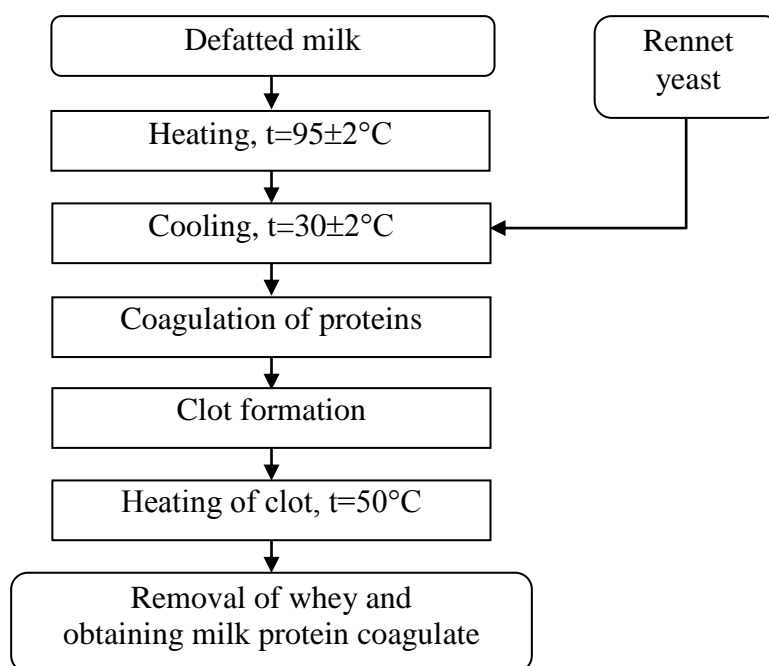 Defatted milk
Rennet
yeast
Heating, t=95±2°C
Cooling, t=30±2°C
Coagulation of proteins
Clot formation
Heating of clot, t=50°C
Removal of whey and
obtaining milk protein coagulate